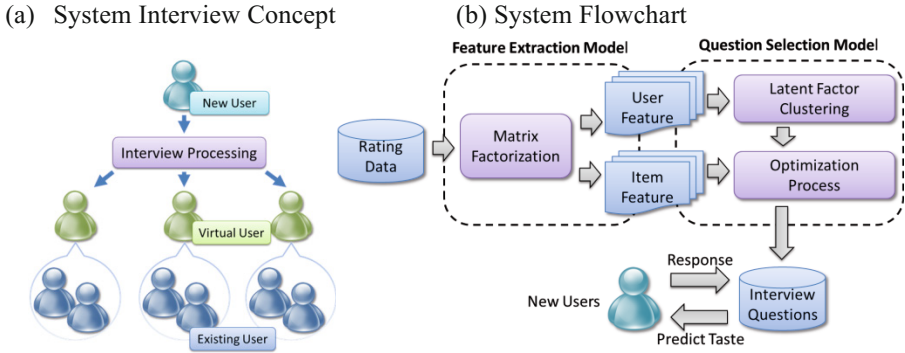 (a) System Interview Concept
New User
Interview Processing
Virtual User
Existing User
(b) System Flowchart
Feature Extraction Model
Question Selection Model
Rating
Data
Matrix
Factorization
User
Feature
Item
Feature
Latent Factor
Clustering
Optimization
Process
New Users
Response
Predict Taste
Interview
Questions